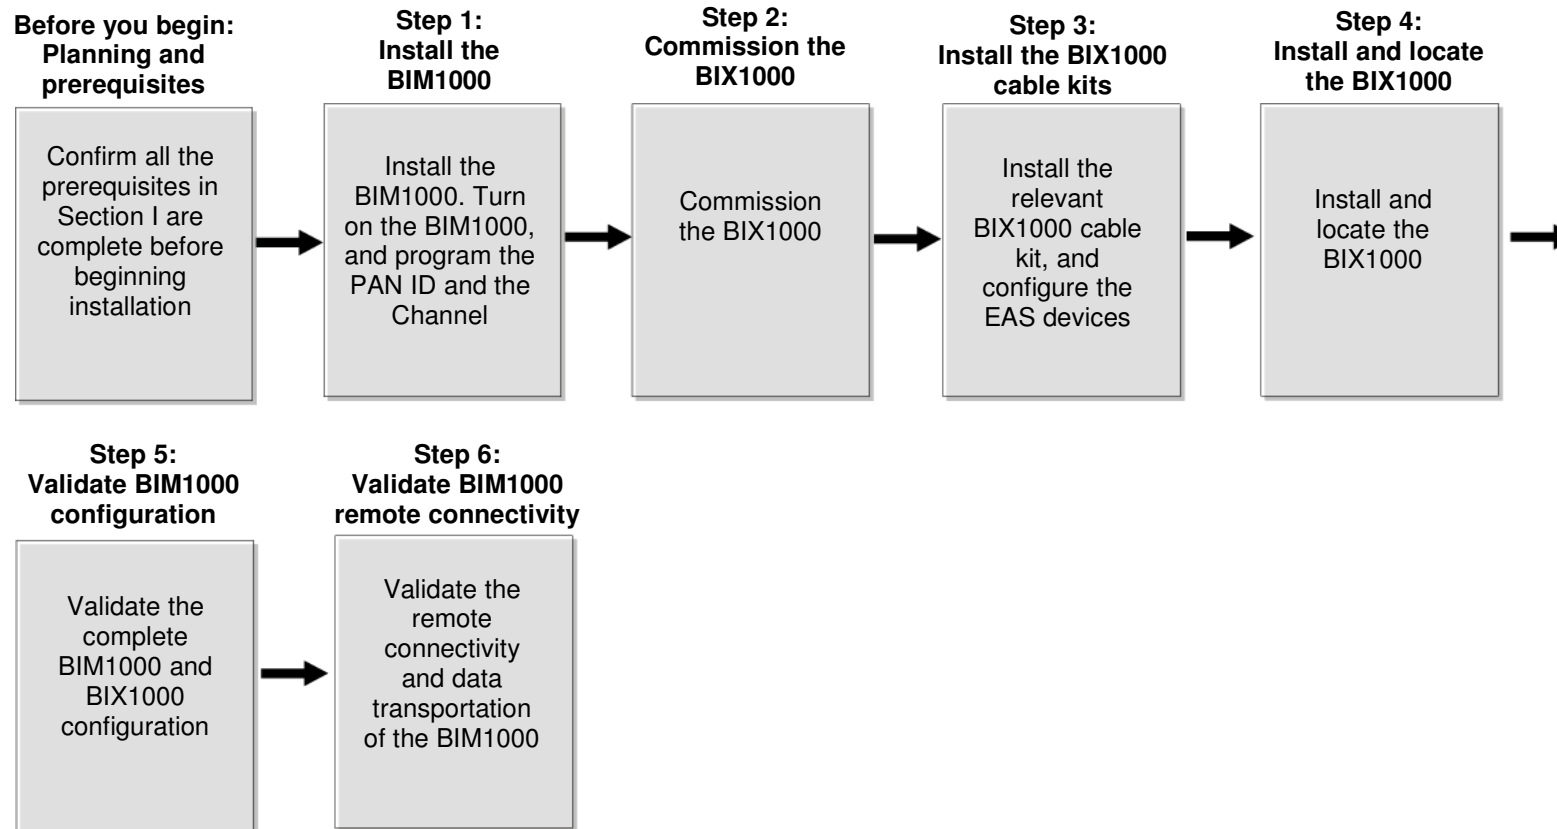 Before you begin:
Planning and
prerequisites
Confirm all the
prerequisites in
Section I are
complete before
beginning
installation
Step 1:
Install the
BIM1000
Install the
BIM1000. Turn
on the BIM1000,
and program the
PAN ID and the
Channel
Step 2:
Commission the
BIX1000
Commission
the BIX1000
Step 3:
Install the BIX1000
cable kits
Install the
relevant
BIX1000 cable
kit, and
configure the
EAS devices
Step 4:
Install and locate
the BIX1000
Install and
locate the
BIX1000
Step 5:
Validate BIM1000
configuration
Validate the
complete
BIM1000 and
BIX1000
configuration
Step 6:
Validate BIM1000
remote connectivity
Validate the
remote
connectivity
and data
transportation
of the BIM1000